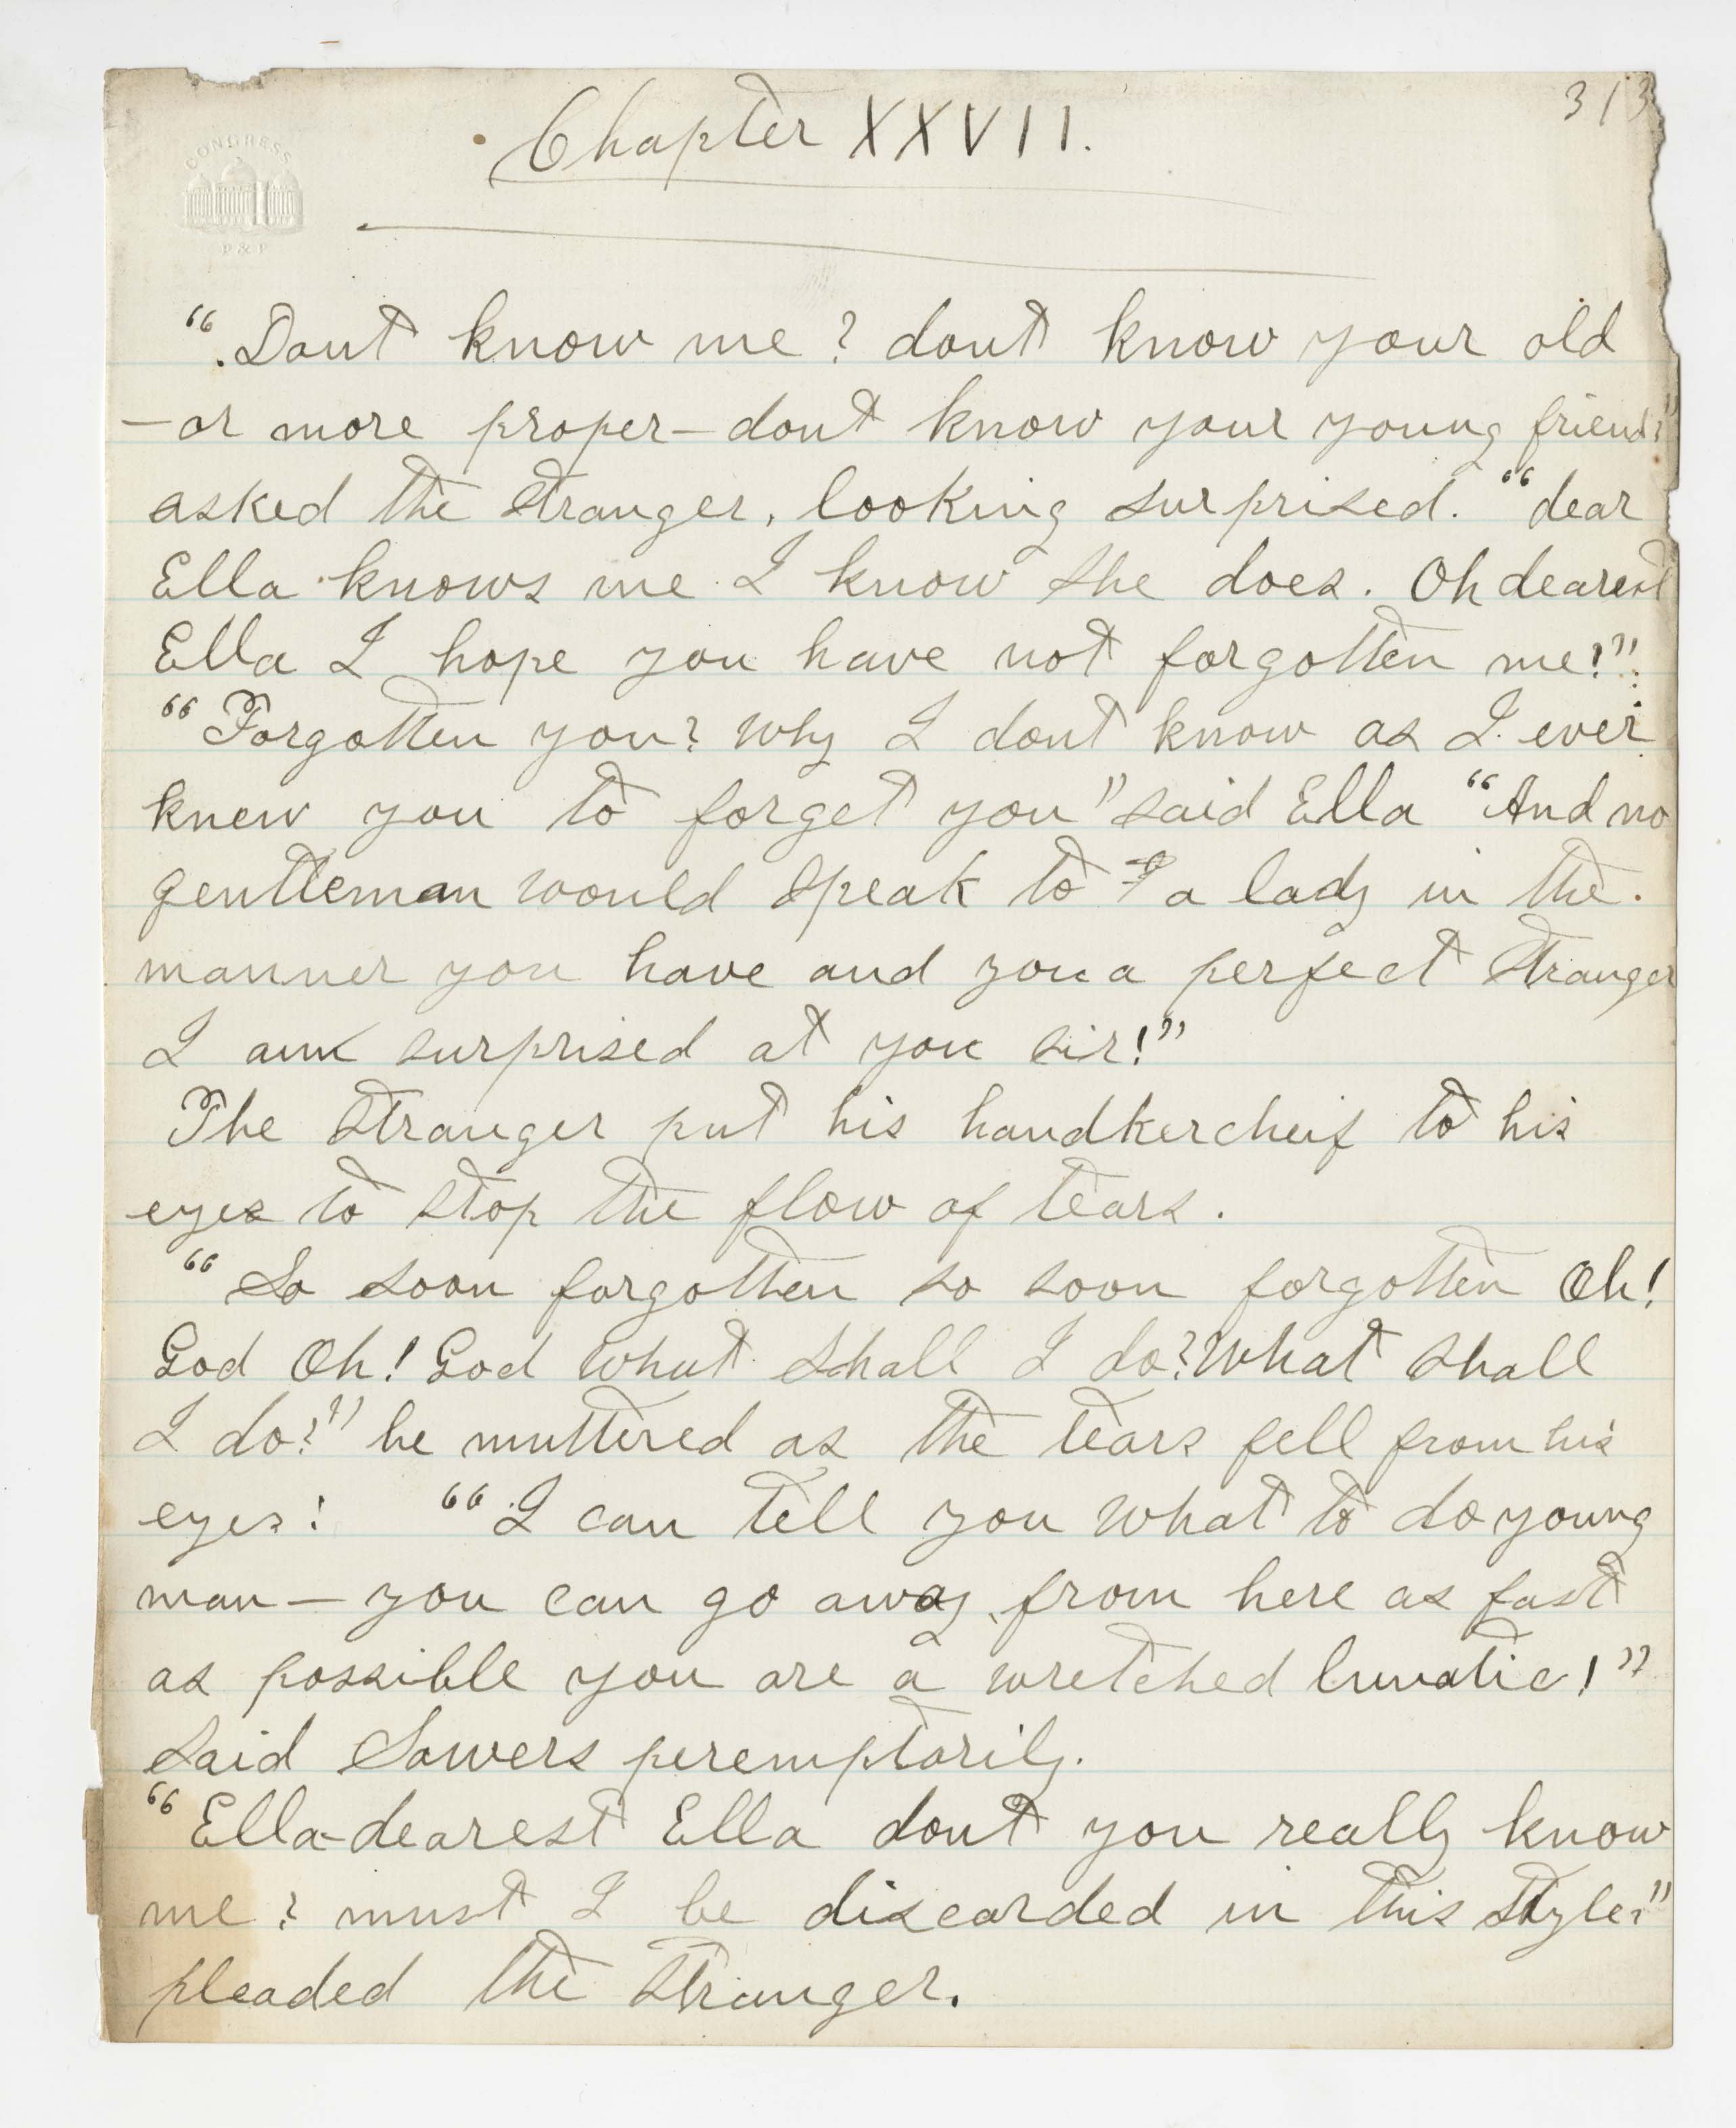 313
Chapter XXVII.
CONGRESS
P & P
"Dont know me? dont know your old
—or more proper—dont know your young friend?"
asked the stranger, looking surprised. "dear
Ella knows me I know she does. Oh dearest
Ella I hope you have not forgotten me!"
"Forgotten you? Why I dont know as I ever
knew you to forget you" said Ella "And no
gentleman would speak to a lady in the
manner you have and you a perfect stranger
I am surprised at you sir!"
The stranger put his handkercheif to his
eyes to stop the flow of tears.
"So soon forgotten so soon forgotten Oh!
God Oh! God what shall I do? What shall
I do?" he muttered as the tears fell from his
eyes! "I can tell you what to do young
man — you can go away from here as fast
as possible you are a wretched lunatic!"
said Sowers peremptorily.
"Ella-dearest Ella dont you really know
me? must I be discarded in this style?"
pleaded the stranger.